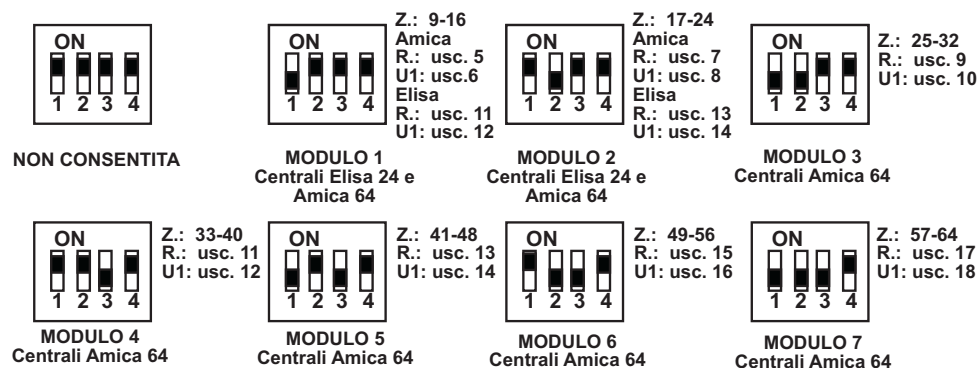 ON
1 2 3 4
NON CONSENTITA
ON
1 2 3 4
Z.: 9-16
Amica
R.: usc. 5
U1: usc.6
Elisa
R.: usc. 11
U1: usc. 12
MODULO 1
Centrali Elisa 24 e
Amica 64
ON
1 2 3 4
Z.: 17-24
Amica
R.: usc. 7
U1: usc. 8
Elisa
R.: usc. 13
U1: usc. 14
MODULO 2
Centrali Elisa 24 e
Amica 64
ON
1 2 3 4
Z.: 25-32
R.: usc. 9
U1: usc. 10
MODULO 3
Centrali Amica 64
ON
1 2 3 4
Z.: 33-40
R.: usc. 11
U1: usc. 12
MODULO 4
Centrali Amica 64
ON
1 2 3 4
Z.: 41-48
R.: usc. 13
U1: usc. 14
MODULO 5
Centrali Amica 64
ON
1 2 3 4
Z.: 49-56
R.: usc. 15
U1: usc. 16
MODULO 6
Centrali Amica 64
ON
1 2 3 4
Z.: 57-64
R.: usc. 17
U1: usc. 18
MODULO 7
Centrali Amica 64